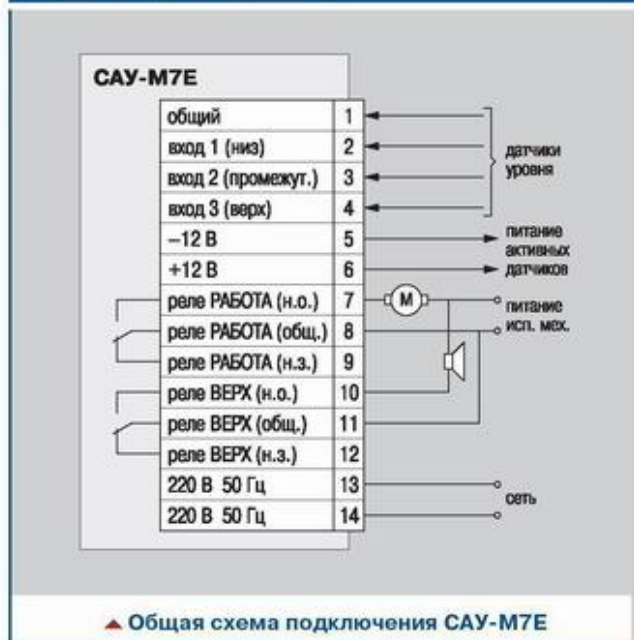 САУ-М7Е
общий 1
вход 1 (низ) 2
вход 2 (промежут.) 3
вход 3 (верх) 4
–12 В 5
+12 В 6
реле РАБОТА (н.о.) 7
реле РАБОТА (общ.) 8
реле РАБОТА (н.з.) 9
реле ВЕРХ (н.о.) 10
реле ВЕРХ (общ.) 11
реле ВЕРХ (н.з.) 12
220 В 50 Гц 13
220 В 50 Гц 14
датчики
уровня
питание
активных
датчиков
М
питание
исп. мех.
сеть
Общая схема подключения САУ-М7Е